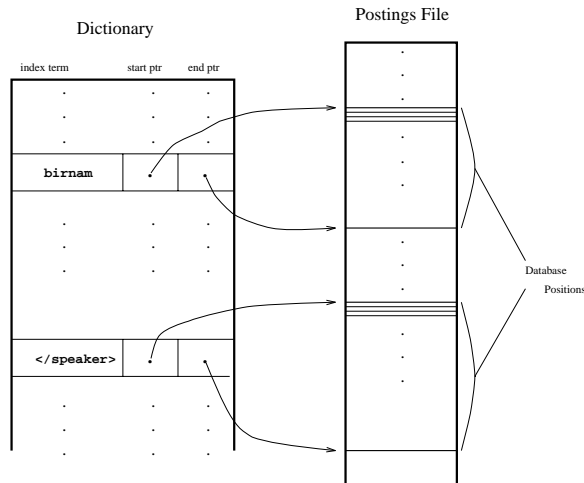 Dictionary
Postings File
index term start ptr end ptr
birnam
</speaker>
Database
Positions